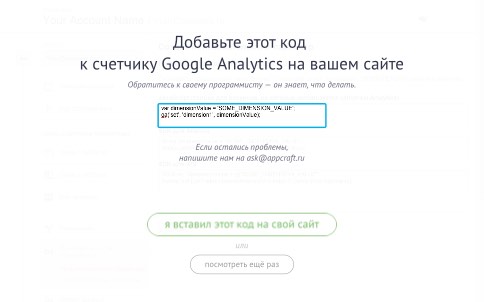 Добавьте этот код
к счетчику Google Analytics на вашем сайте
Обратитесь к своему программисту — он знает, что делать.
var dimensionValue = 'SOME_DIMENSION_VALUE';
ga('set', 'dimension1', dimensionValue);
Если остались проблемы,
напишите нам на ask@appcraft.ru
я вставил этот код на свой сайт
или
посмотреть ещё раз